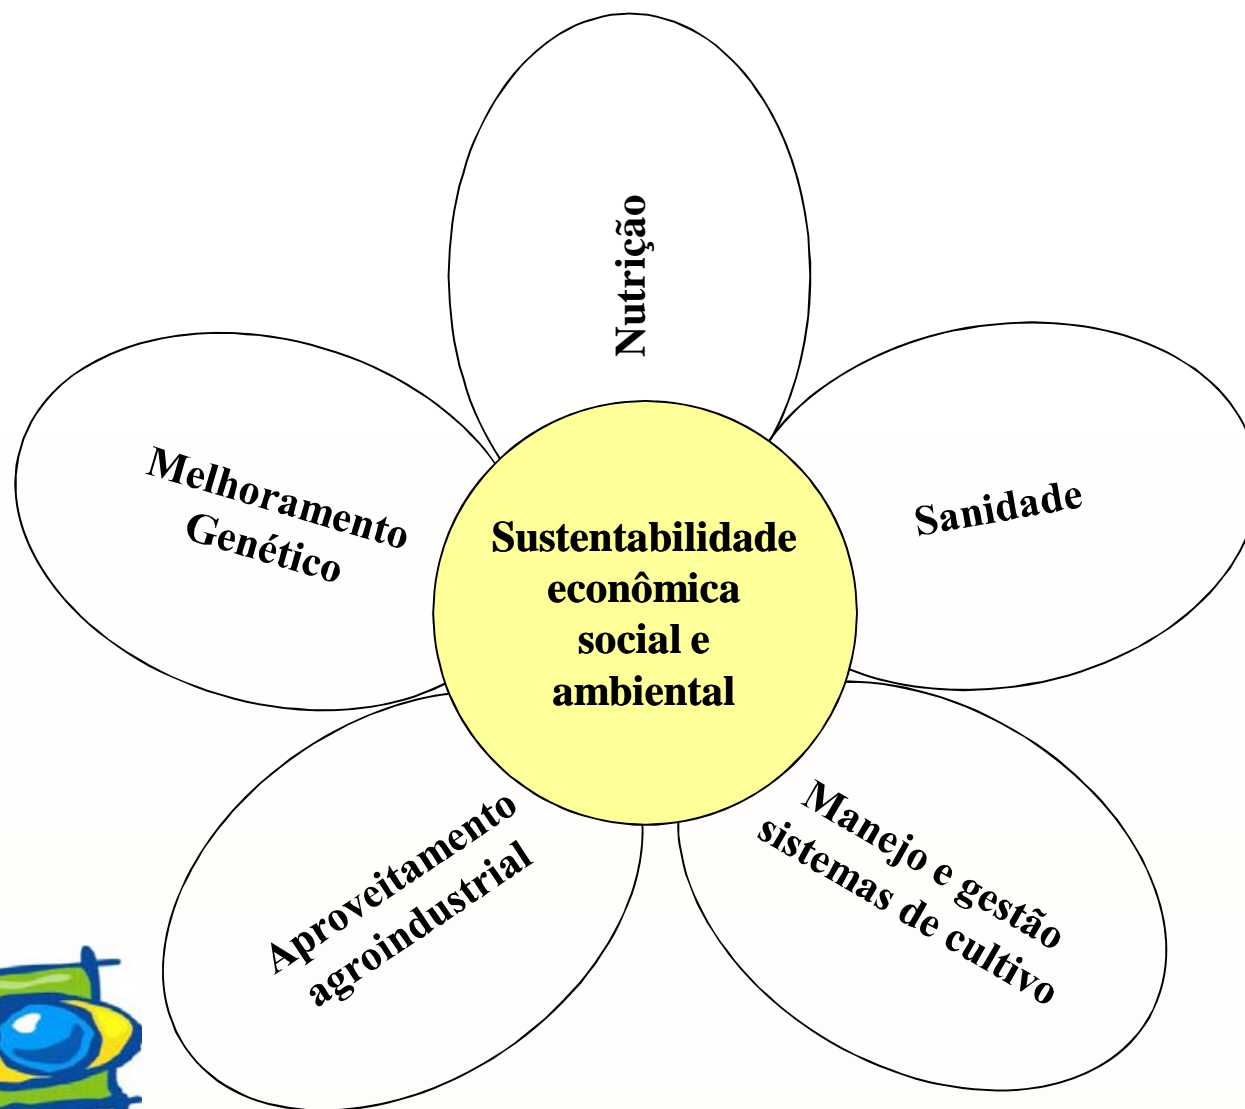 Nutrição
Melhoramento
Genético
Sanidade
Sustentabilidade
econômica
social e
ambiental
Aproveitamento
agroindustrial
Manejo e gestão
sistemas de cultivo